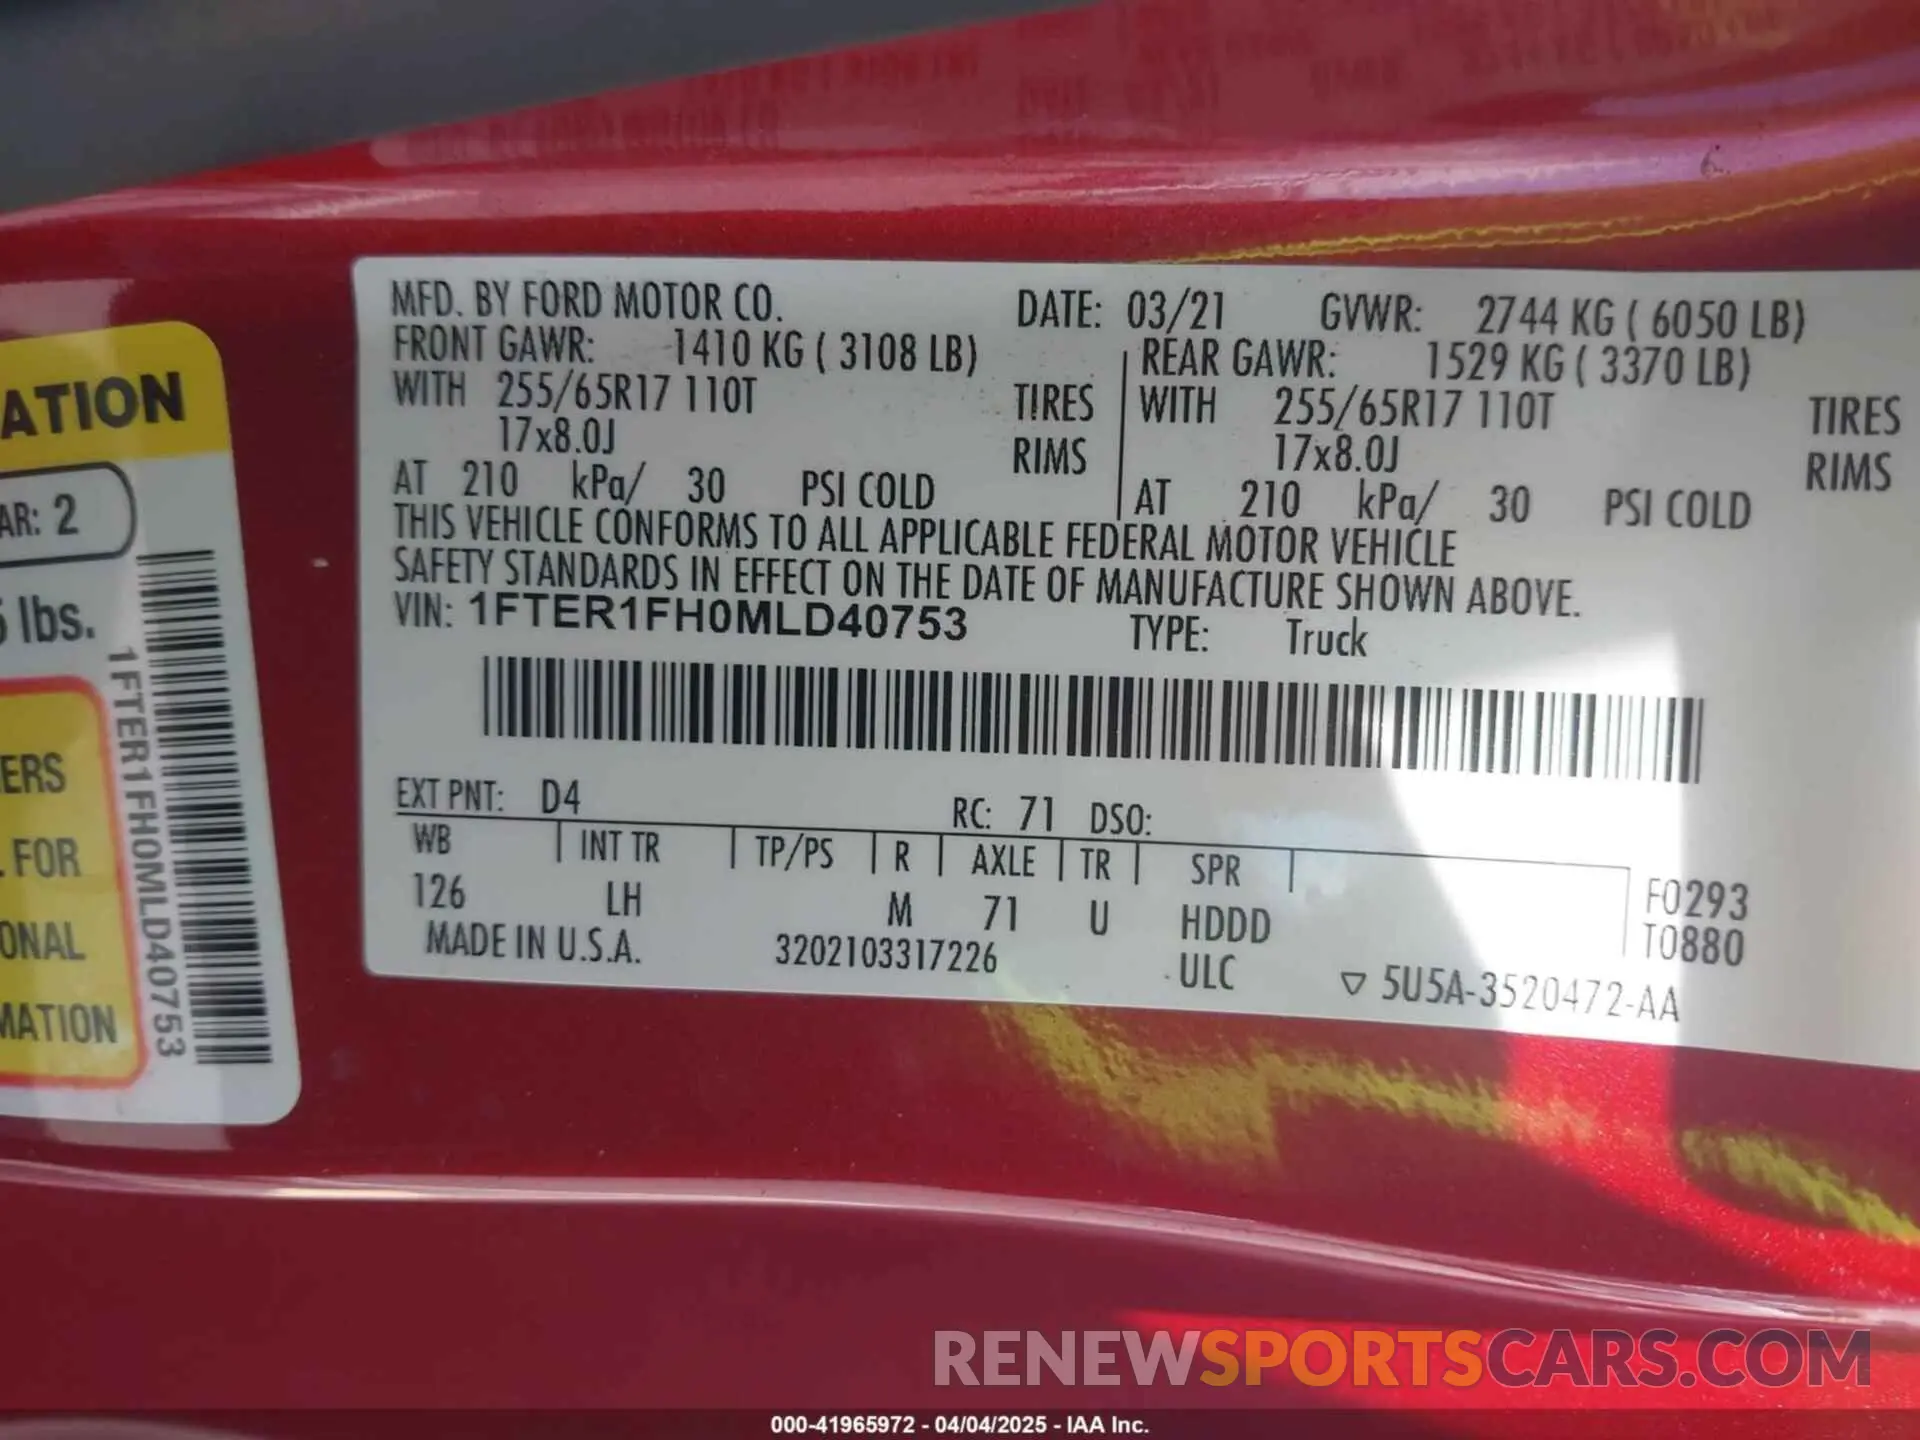 MFD. BY FORD MOTOR CO. DATE: 03/21 GVWR: 2744 KG ( 6050 LB)
FRONT GAWR: 1410 KG ( 3108 LB) REAR GAWR: 1529 KG ( 3370 LB)
WITH 255/65R17 110T TIRES WITH 255/65R17 110T TIRES
17x8.0J RIMS 17x8.0J RIMS
AT 210 kPa/ 30 PSI COLD AT 210 kPa/ 30 PSI COLD
THIS VEHICLE CONFORMS TO ALL APPLICABLE FEDERAL MOTOR VEHICLE
SAFETY STANDARDS IN EFFECT ON THE DATE OF MANUFACTURE SHOWN ABOVE.
VIN: 1FTER1FH0MLD40753 TYPE: Truck
EXT PNT: D4 RC: 71 DSO:
WB INT TR TP/PS R AXLE TR SPR
126 LH M 71 U HDDD F0293
MADE IN U.S.A. 3202103317226 ULC T0880
▽ 5U5A-3520472-AA
ATION
AR: 2
lbs.
ERS
FOR
ONAL
MATION
1FTER1FH0MLD40753
RENEWSPORTSCARS.COM
000-41965972 - 04/04/2025 - IAA Inc.